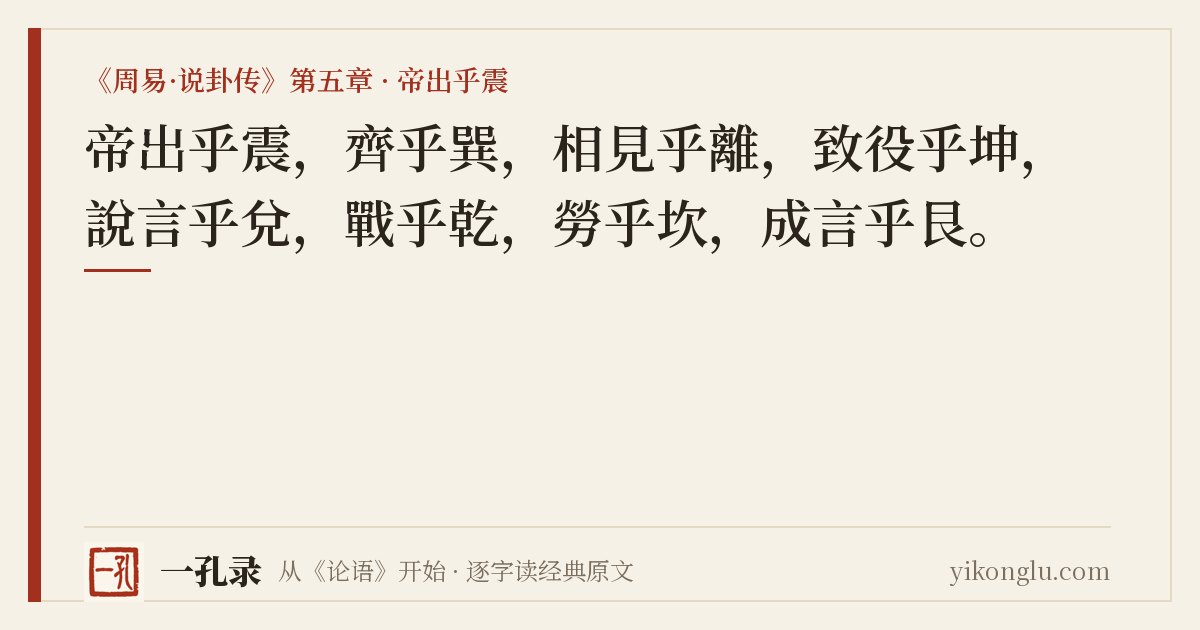 《周易·说卦传》第五章 · 帝出乎震
帝出乎震，齊乎巽，相見乎離，致役乎坤，
說言乎兌，戰乎乾，勞乎坎，成言乎艮。
一孔
一孔录 从《论语》开始 · 逐字读经典原文 yikonglu.com